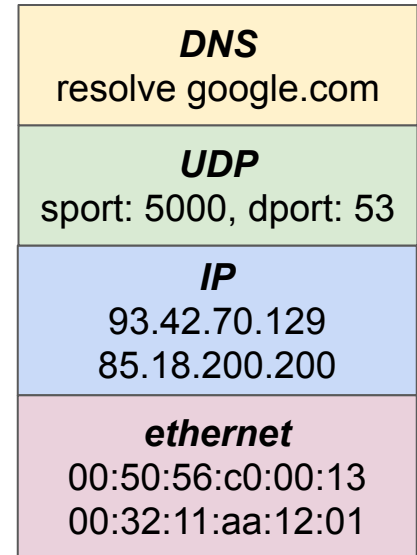 DNS
resolve google.com
UDP
sport: 5000, dport: 53
IP
93.42.70.129
85.18.200.200
ethernet
00:50:56:c0:00:13
00:32:11:aa:12:01